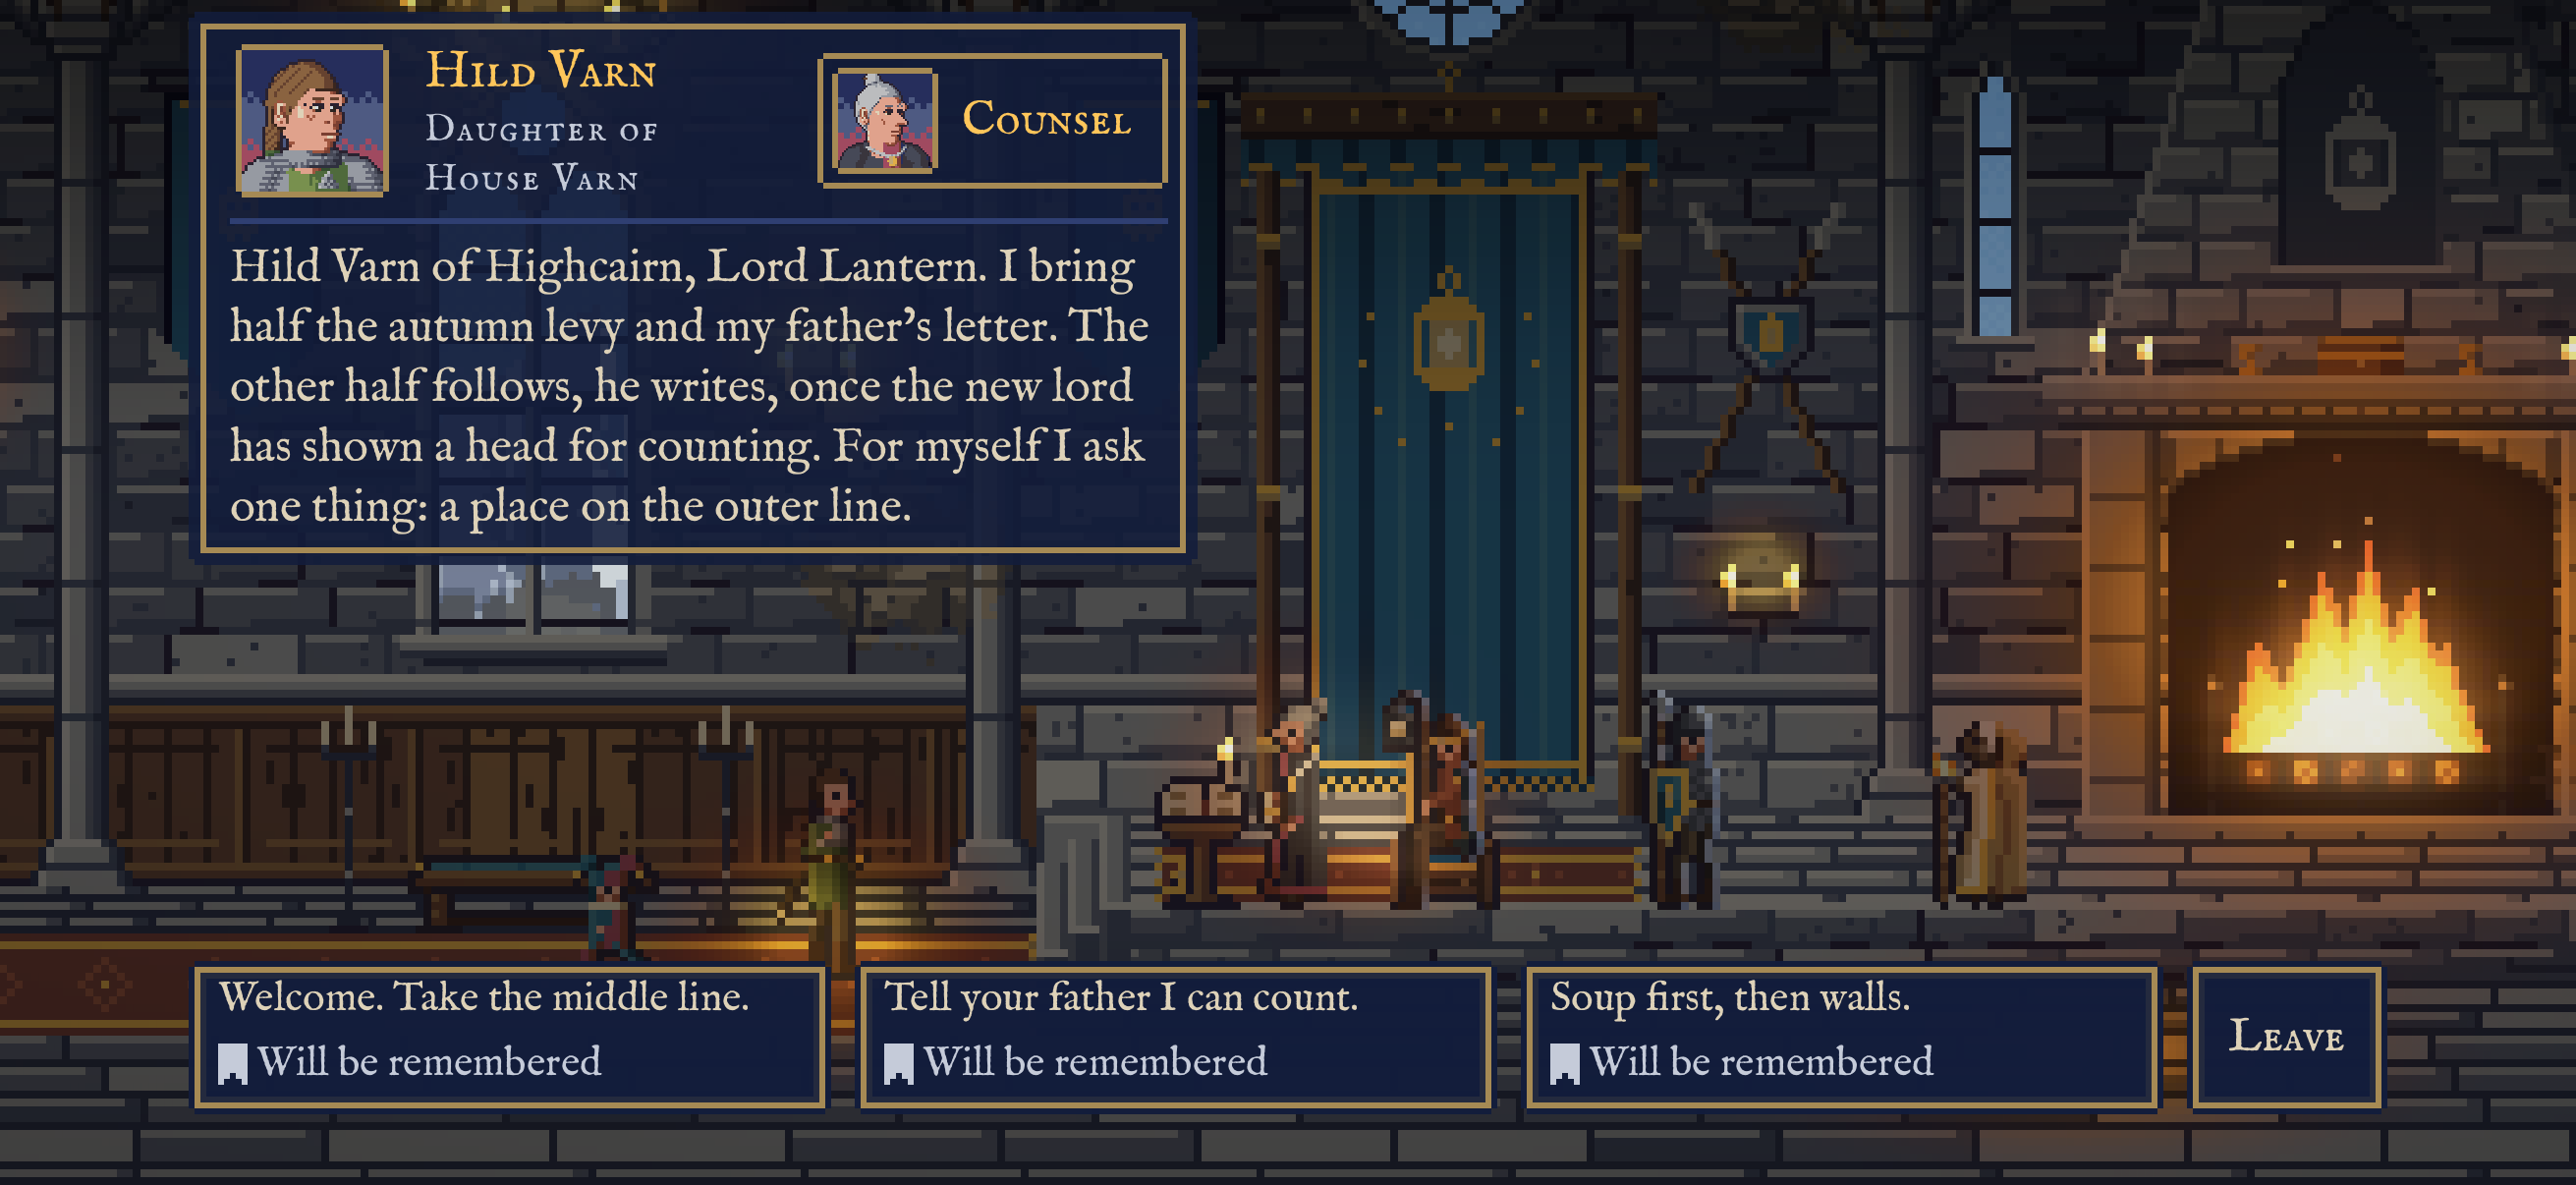 Hild Varn
Daughter of
House Varn
Counsel
Hild Varn of Highcairn, Lord Lantern. I bring
half the autumn levy and my father's letter. The
other half follows, he writes, once the new lord
has shown a head for counting. For myself I ask
one thing: a place on the outer line.
Welcome. Take the middle line.
Will be remembered
Tell your father I can count.
Will be remembered
Soup first, then walls.
Will be remembered
Leave